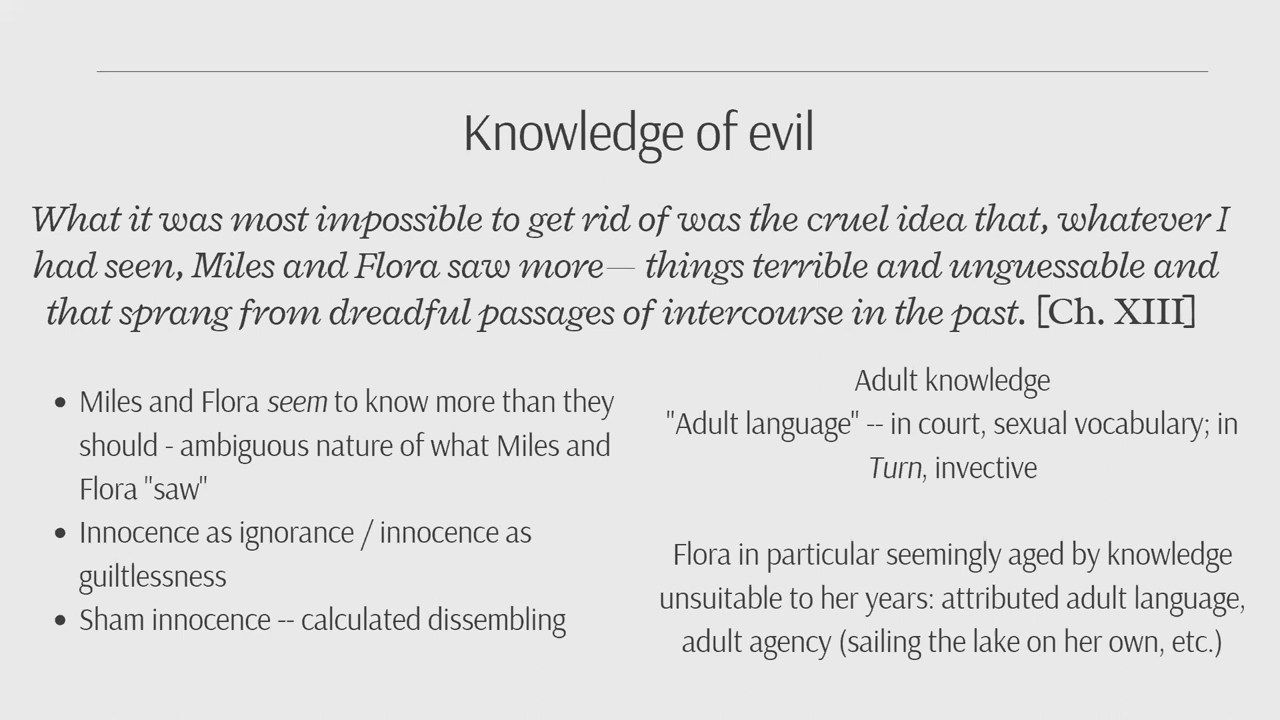 Knowledge of evil
What it was most impossible to get rid of was the cruel idea that, whatever I
had seen, Miles and Flora saw more— things terrible and unguessable and
that sprang from dreadful passages of intercourse in the past. [Ch. XIII]
• Miles and Flora seem to know more than they
should - ambiguous nature of what Miles and
Flora "saw"
• Innocence as ignorance / innocence as
guiltlessness
• Sham innocence -- calculated dissembling
Adult knowledge
"Adult language" -- in court, sexual vocabulary; in
Turn, invective
Flora in particular seemingly aged by knowledge
unsuitable to her years: attributed adult language,
adult agency (sailing the lake on her own, etc.)